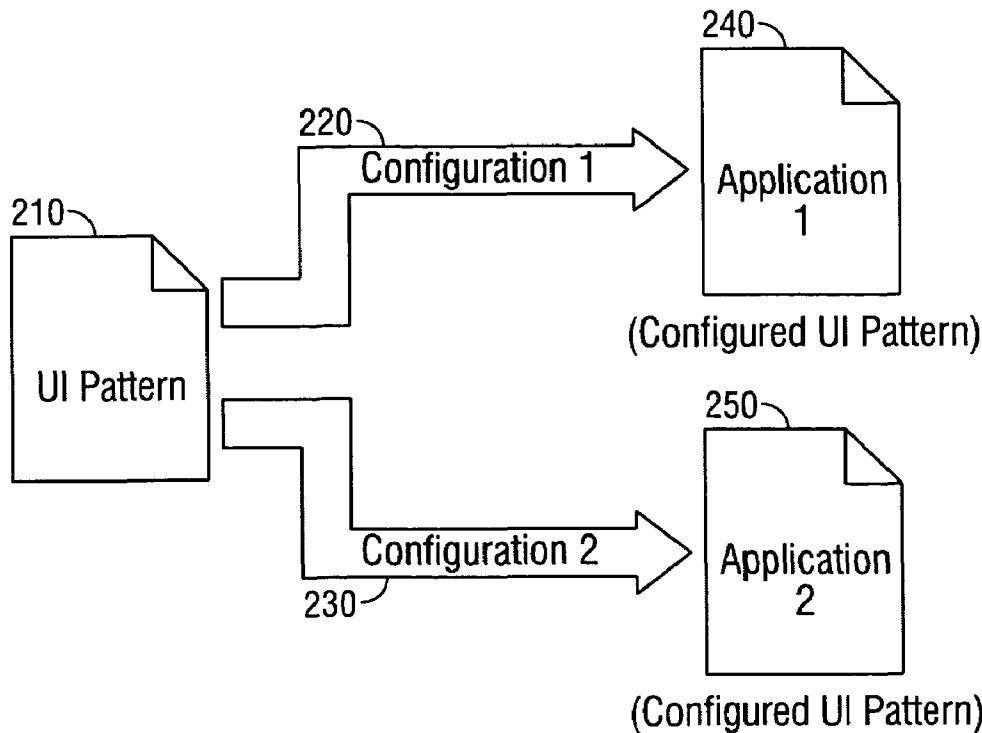 240
220
Configuration 1
Application
1
210
(Configured UI Pattern)
UI Pattern
250
Configuration 2
Application
2
230
(Configured UI Pattern)